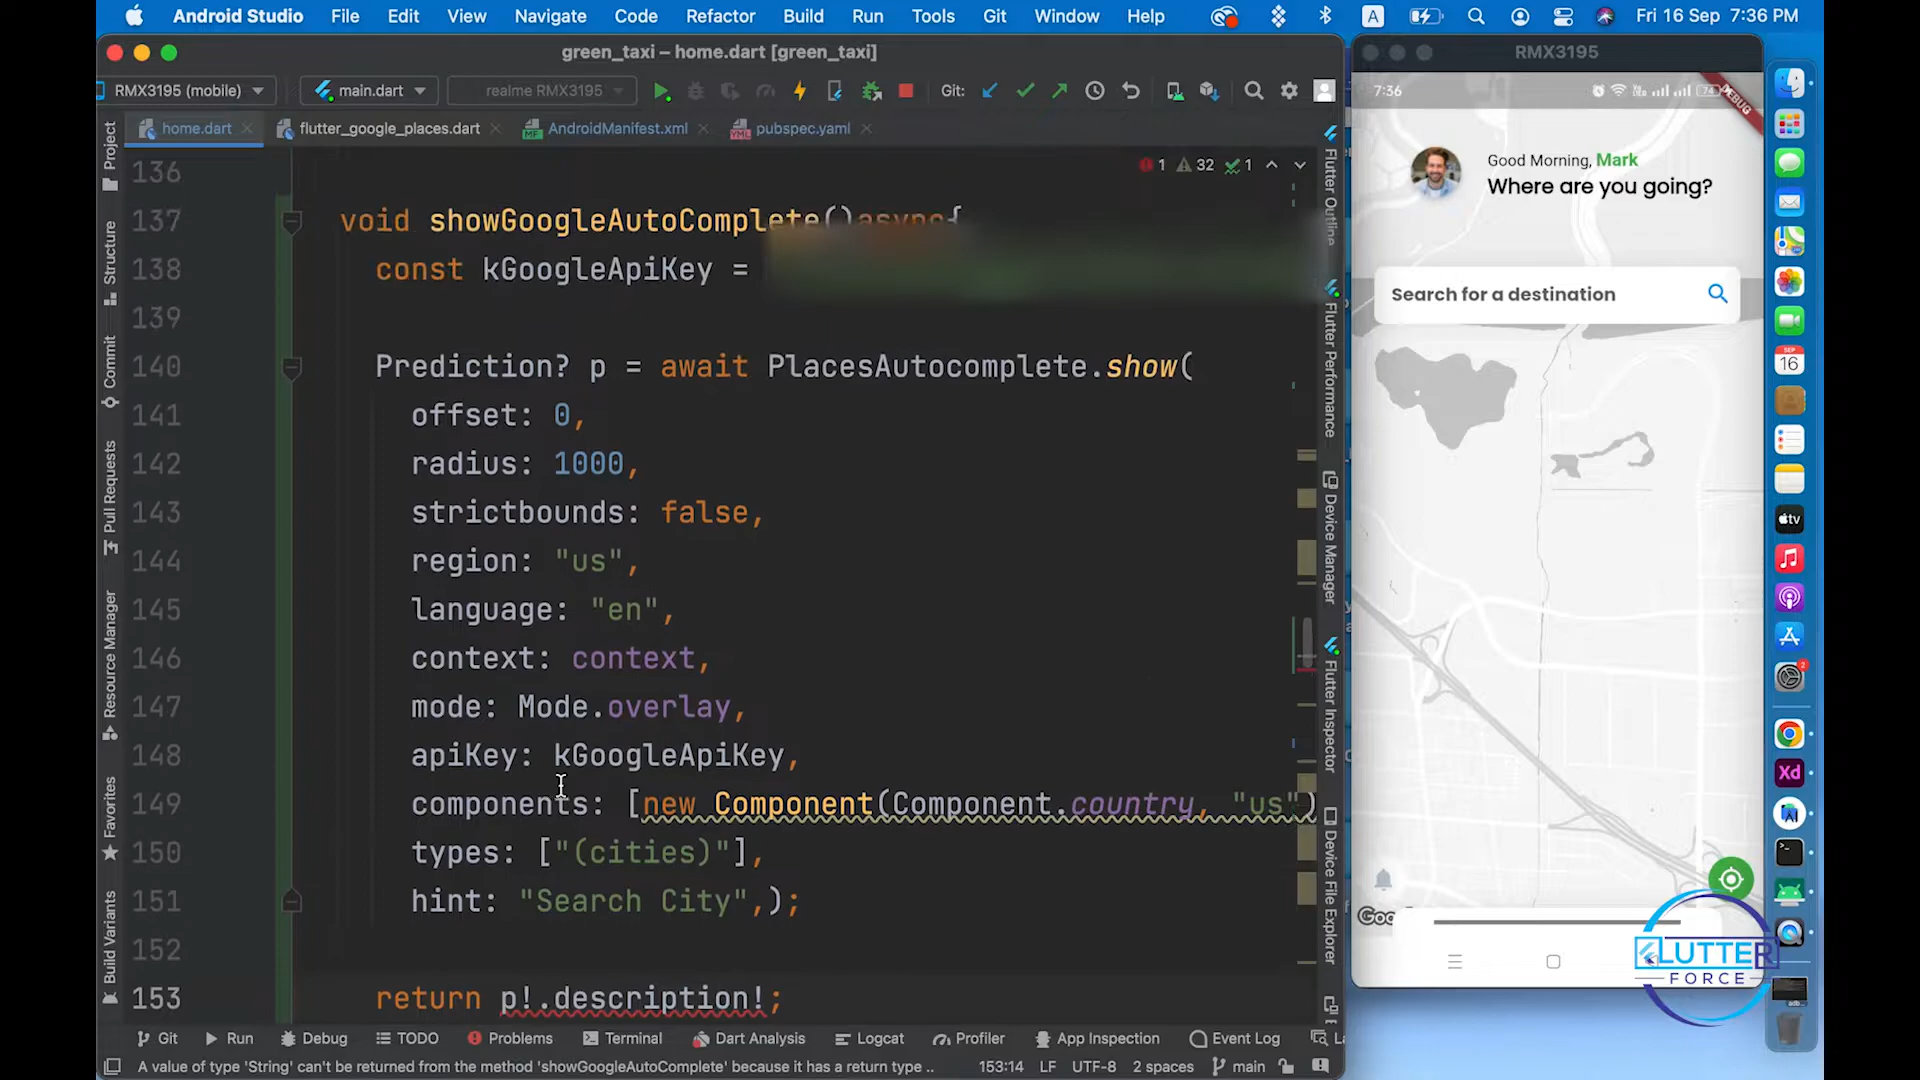 Android Studio File Edit View Navigate Code Refactor Build Run Tools Git Window Help A Fri 16 Sep 7:36 PM
green_taxi – home.dart [green_taxi]
RMX3195
RMX3195 (mobile) main.dart realme RMX3195 Git:
home.dart flutter_google_places.dart AndroidManifest.xml pubspec.yaml
1 32 1
136
137 void showGoogleAutoComplete()async{
138 const kGoogleApiKey =
139
140 Prediction? p = await PlacesAutocomplete.show(
141 offset: 0,
142 radius: 1000,
143 strictbounds: false,
144 region: "us",
145 language: "en",
146 context: context,
147 mode: Mode.overlay,
148 apiKey: kGoogleApiKey,
149 components: [new Component(Component.country, "us")
150 types: ["(cities)"],
151 hint: "Search City",);
152
153 return p!.description!;
Project
Structure
Commit
Pull Requests
Resource Manager
Favorites
Build Variants
Flutter Outline
Flutter Performance
Device Manager
Flutter Inspector
Device File Explorer
Git Run Debug TODO Problems Terminal Dart Analysis Logcat Profiler App Inspection Event Log La
A value of type 'String' can't be returned from the method 'showGoogleAutoComplete' because it has a return type .. 153:14 LF UTF-8 2 spaces main
7:36 74
DEBUG
Good Morning, Mark
Where are you going?
Search for a destination
Goo
FLUTTER
FORCE
SEP
16
tv
2
Xd
adb